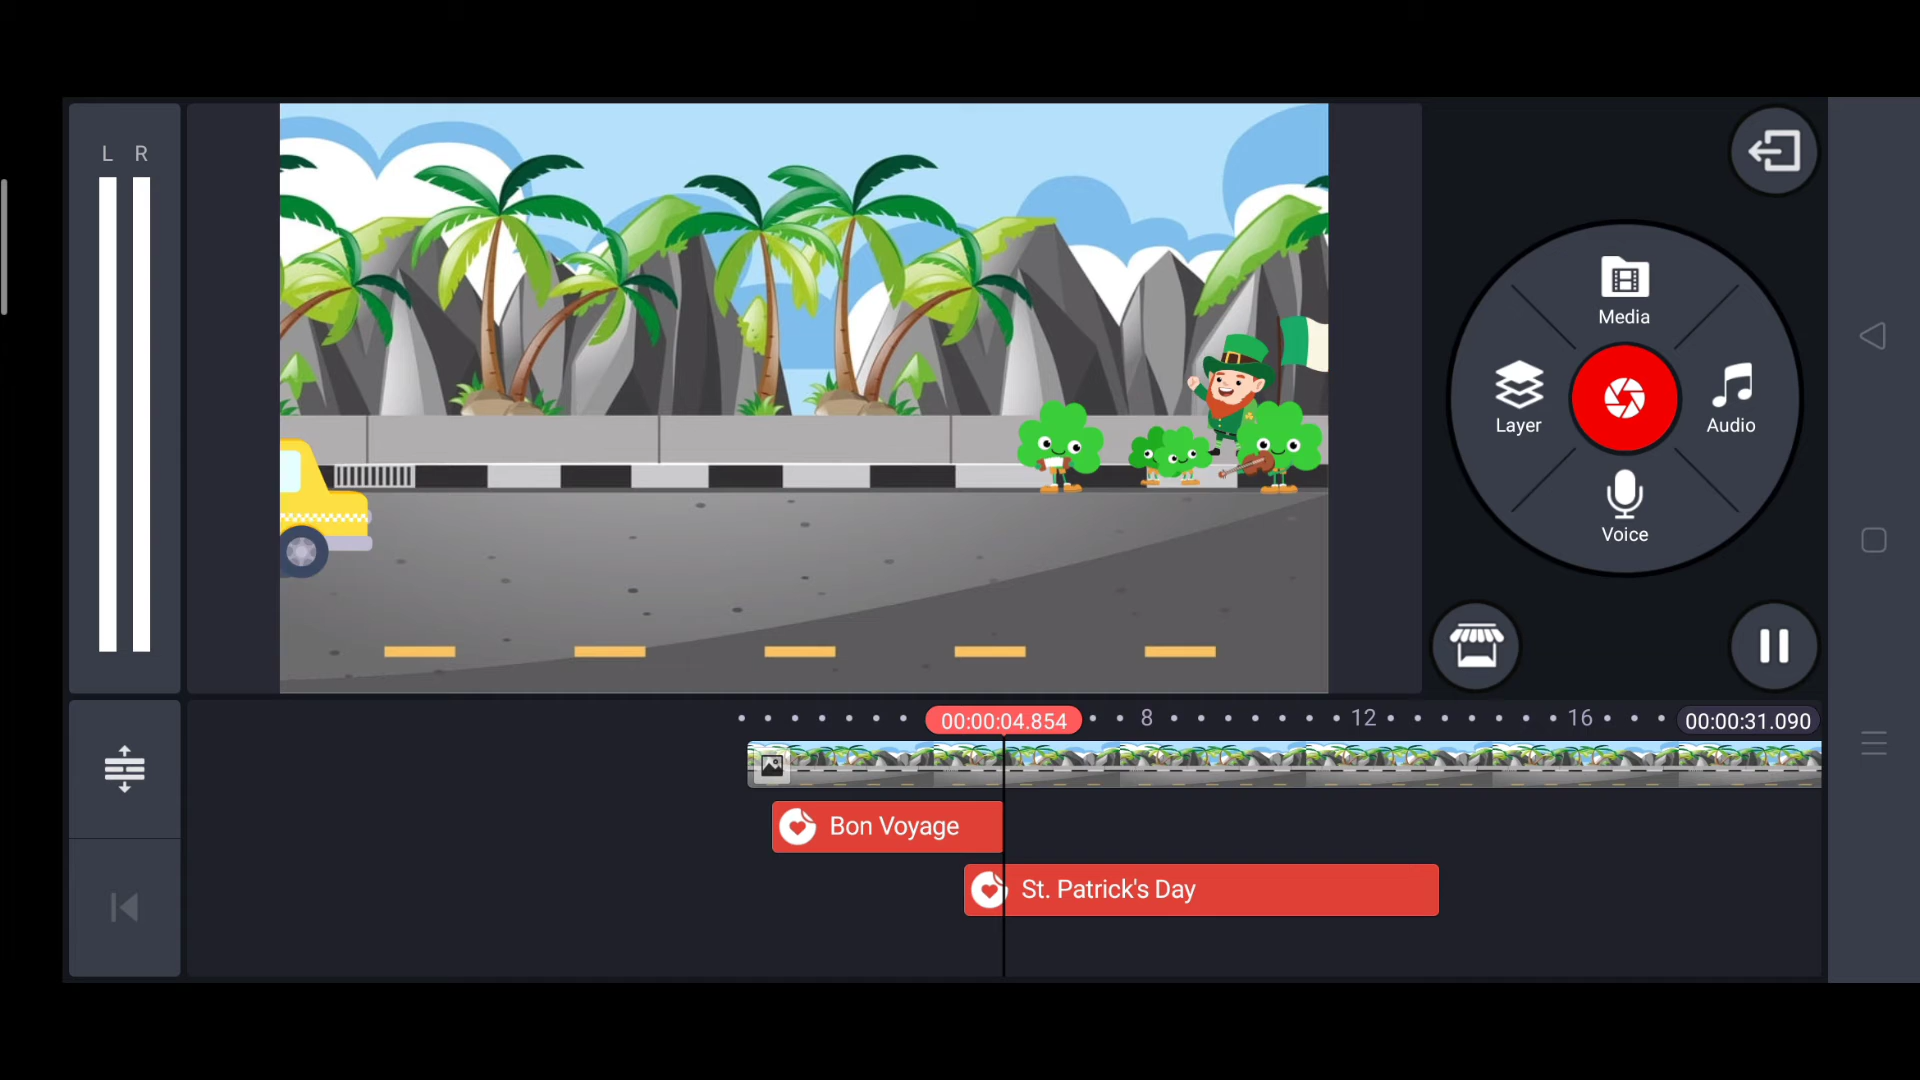 L R
Media
Layer
Audio
Voice
00:00:04.854
8
12
16
00:00:31.090
Bon Voyage
St. Patrick's Day